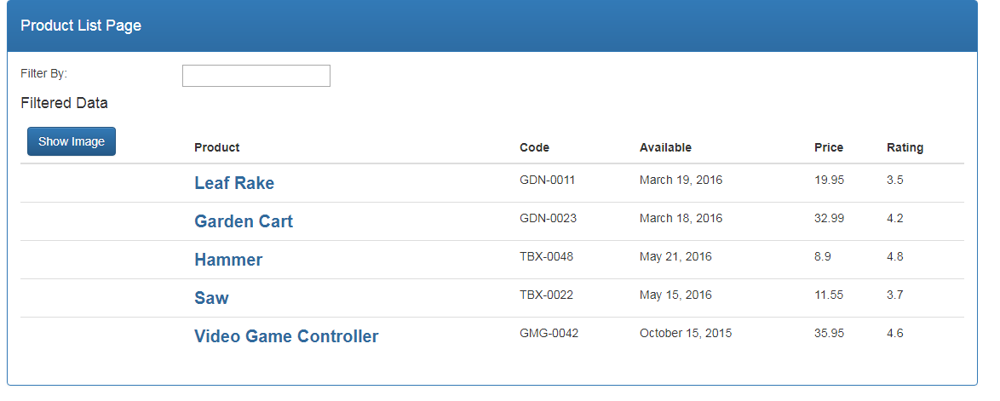 Product List Page
Filter By:
Filtered Data
Show Image Product Code Available Price Rating
Leaf Rake GDN-0011 March 19, 2016 19.95 3.5
Garden Cart GDN-0023 March 18, 2016 32.99 4.2
Hammer TBX-0048 May 21, 2016 8.9 4.8
Saw TBX-0022 May 15, 2016 11.55 3.7
Video Game Controller GMG-0042 October 15, 2015 35.95 4.6